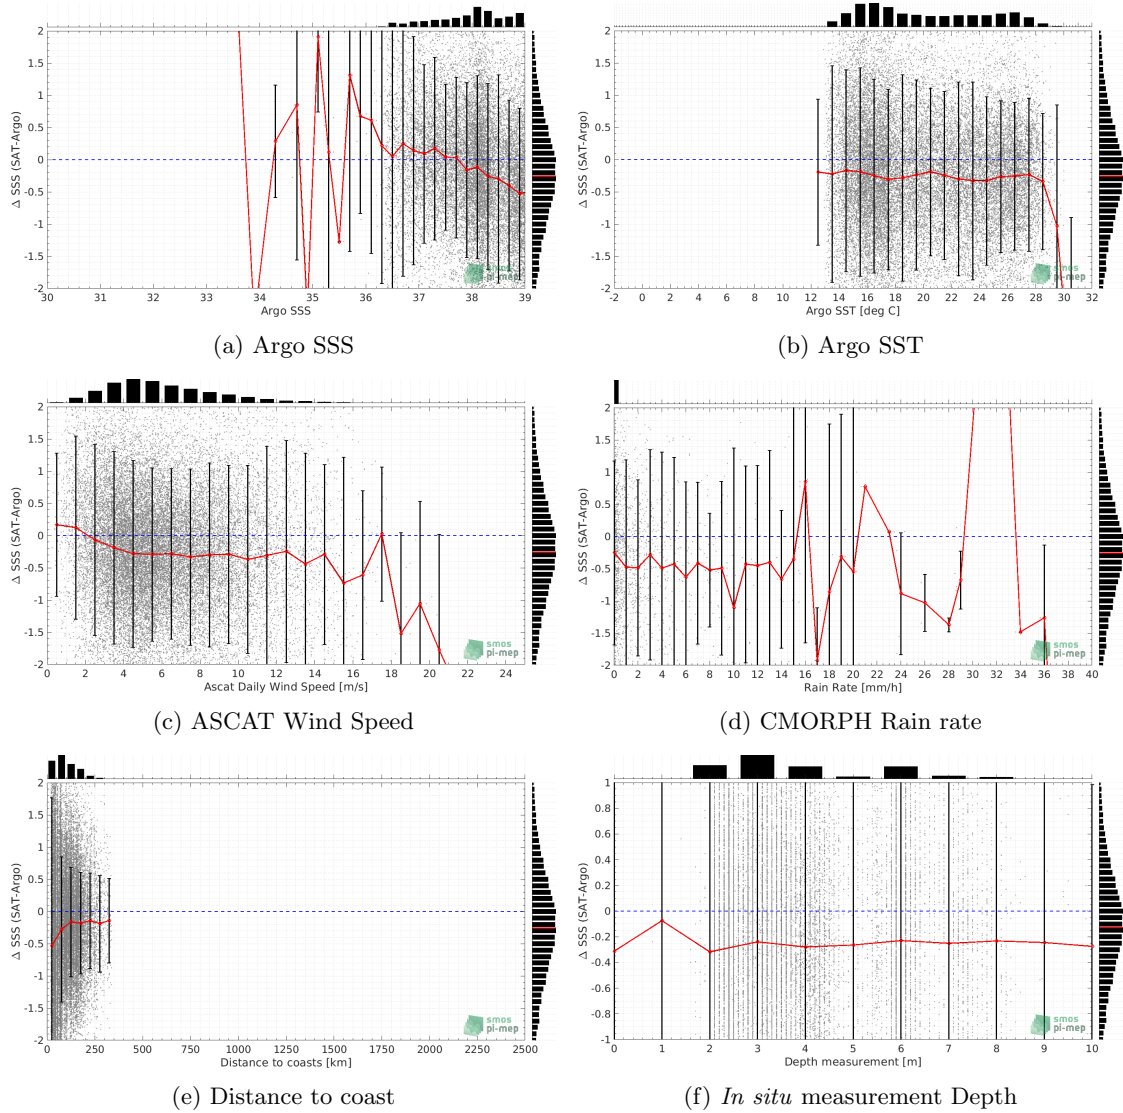 2
1.5
1
0.5
0
-0.5
-1
-1.5
-2
Δ SSS (SAT-Argo)
30 31 32 33 34 35 36 37 38 39
Argo SSS
smos
pi-mep
(a) Argo SSS
2
1.5
1
0.5
0
-0.5
-1
-1.5
-2
Δ SSS (SAT-Argo)
-2 0 2 4 6 8 10 12 14 16 18 20 22 24 26 28 30 32
Argo SST [deg C]
smos
pi-mep
(b) Argo SST
2
1.5
1
0.5
0
-0.5
-1
-1.5
-2
Δ SSS (SAT-Argo)
0 2 4 6 8 10 12 14 16 18 20 22 24
Ascat Daily Wind Speed [m/s]
smos
pi-mep
(c) ASCAT Wind Speed
2
1.5
1
0.5
0
-0.5
-1
-1.5
-2
Δ SSS (SAT-Argo)
0 2 4 6 8 10 12 14 16 18 20 22 24 26 28 30 32 34 36 38 40
Rain Rate [mm/h]
smos
pi-mep
(d) CMORPH Rain rate
2
1.5
1
0.5
0
-0.5
-1
-1.5
-2
Δ SSS (SAT-Argo)
0 250 500 750 1000 1250 1500 1750 2000 2250 2500
Distance to coasts [km]
smos
pi-mep
(e) Distance to coast
1
0.8
0.6
0.4
0.2
0
-0.2
-0.4
-0.6
-0.8
-1
Δ SSS (SAT-Argo)
0 1 2 3 4 5 6 7 8 9 10
Depth measurement [m]
smos
pi-mep
(f) In situ measurement Depth